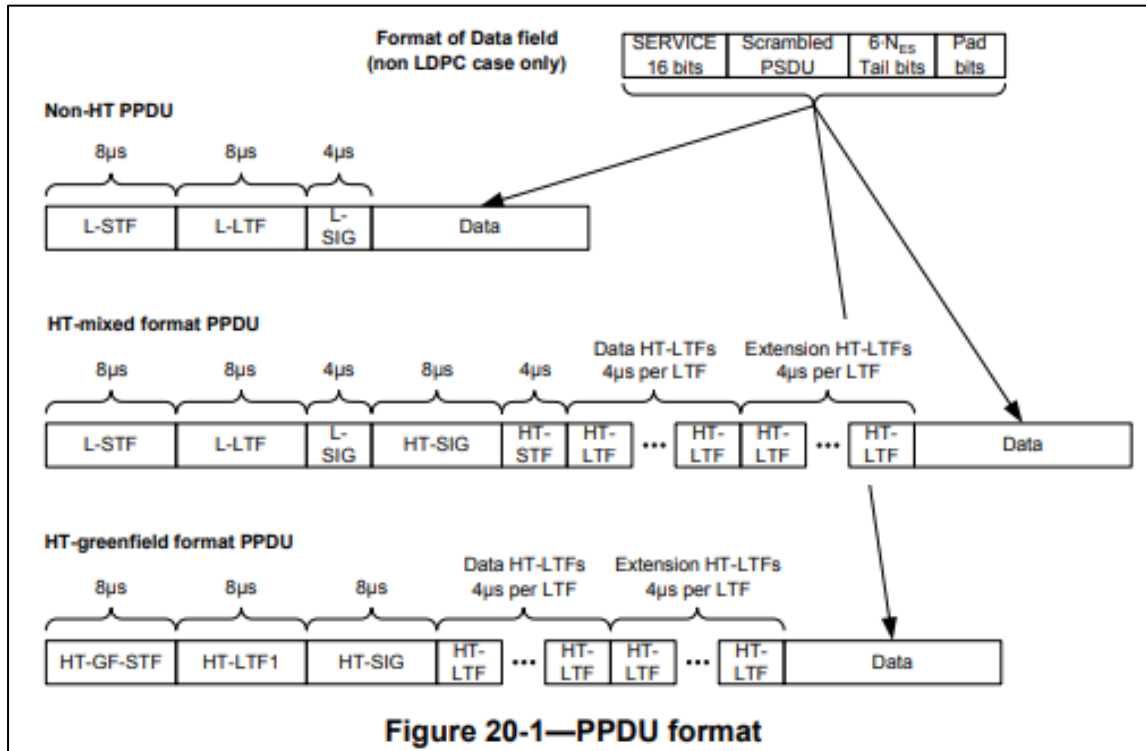 Format of Data field
(non LDPC case only)
SERVICE 16 bits
Scrambled PSDU
6·N_ES Tail bits
Pad bits
Non-HT PPDU
8µs 8µs 4µs
L-STF L-LTF L-SIG Data
HT-mixed format PPDU
Data HT-LTFs 4µs per LTF
Extension HT-LTFs 4µs per LTF
8µs 8µs 4µs 8µs 4µs
L-STF L-LTF L-SIG HT-SIG HT-STF HT-LTF ••• HT-LTF HT-LTF ••• HT-LTF Data
HT-greenfield format PPDU
Data HT-LTFs 4µs per LTF
Extension HT-LTFs 4µs per LTF
8µs 8µs 8µs
HT-GF-STF HT-LTF1 HT-SIG HT-LTF ••• HT-LTF HT-LTF ••• HT-LTF Data
Figure 20-1—PPDU format